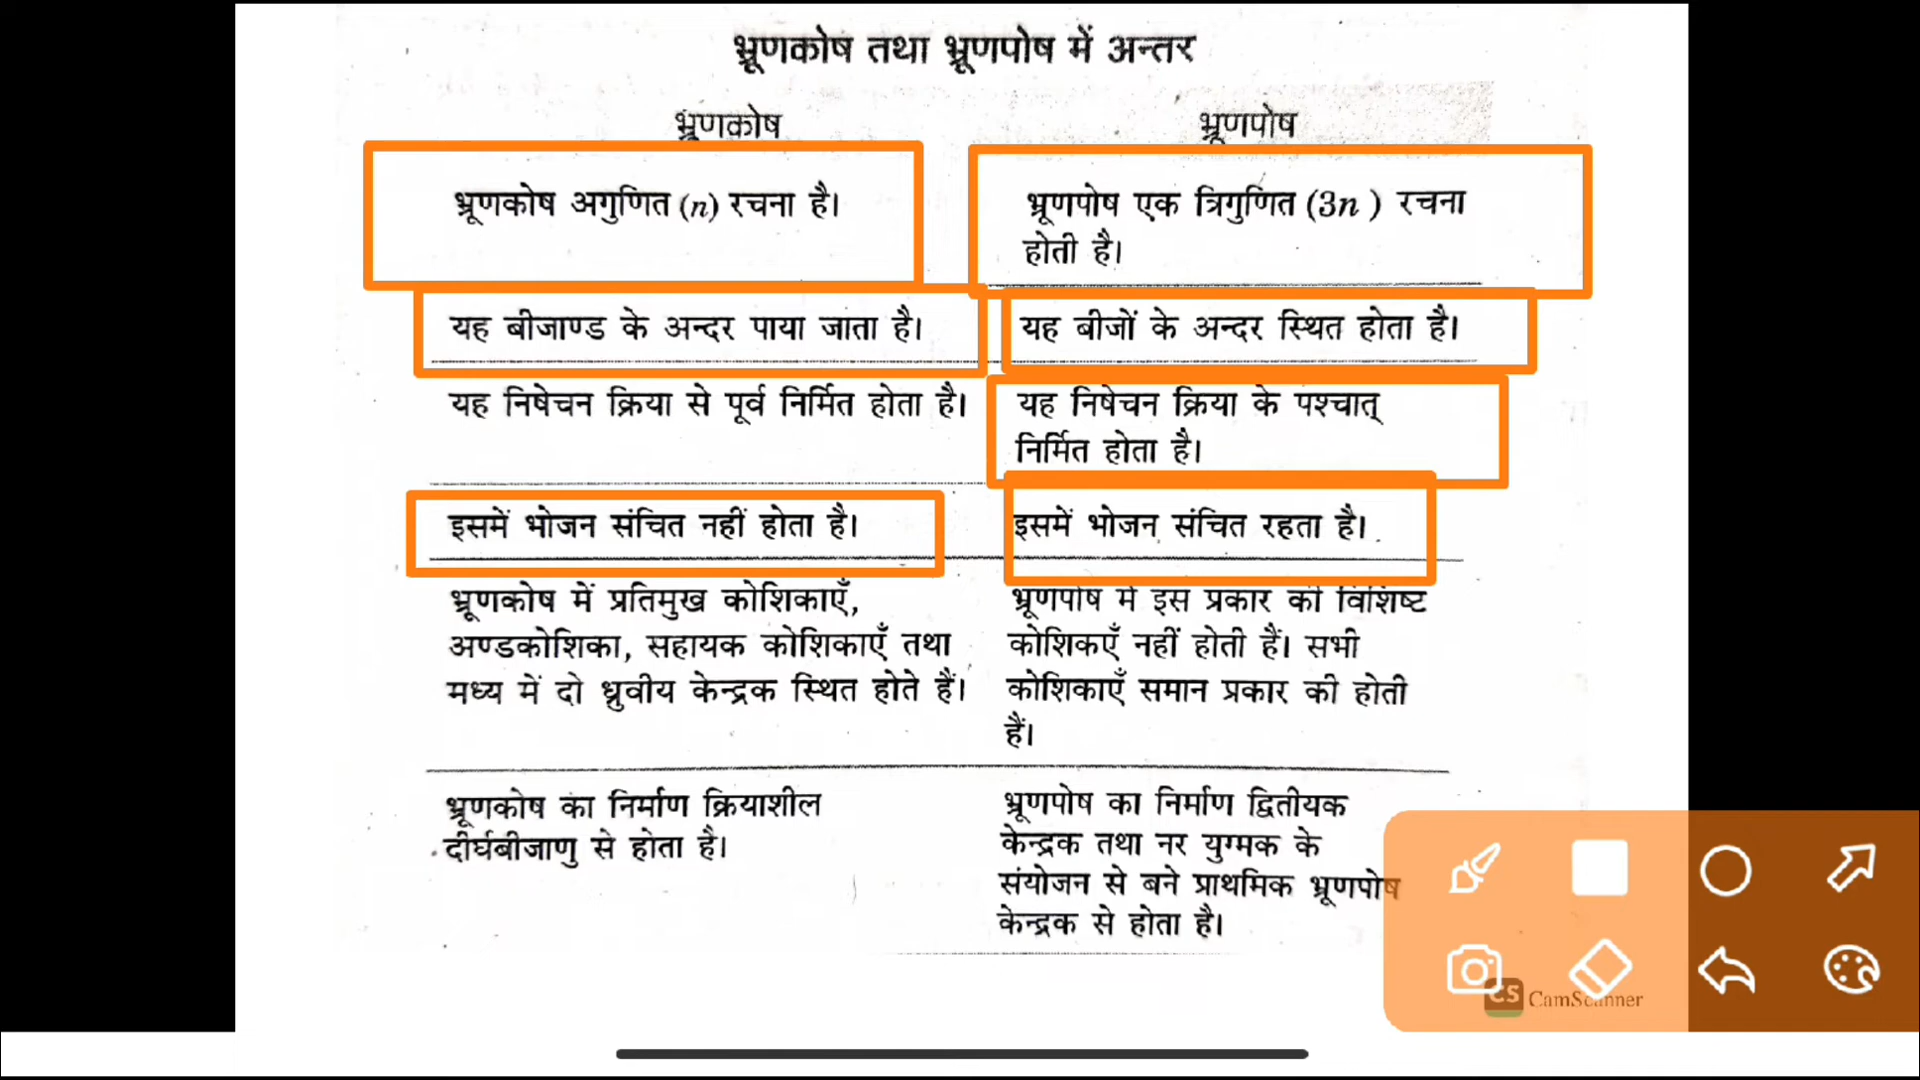 भ्रूणकोष तथा भ्रूणपोष में अन्तर
भ्रूणकोष
भ्रूणपोष
भ्रूणकोष अगुणित (n) रचना है।
भ्रूणपोष एक त्रिगुणित (3n ) रचना
होती है।
यह बीजाण्ड के अन्दर पाया जाता है।
यह बीजों के अन्दर स्थित होता है।
यह निषेचन क्रिया से पूर्व निर्मित होता है।
यह निषेचन क्रिया के पश्चात्
निर्मित होता है।
इसमें भोजन संचित नहीं होता है।
इसमें भोजन संचित रहता है।
भ्रूणकोष में प्रतिमुख कोशिकाएँ,
अण्डकोशिका, सहायक कोशिकाएँ तथा
मध्य में दो ध्रुवीय केन्द्रक स्थित होते हैं।
भ्रूणपोष में इस प्रकार की विशिष्ट
कोशिकएँ नहीं होती हैं। सभी
कोशिकाएँ समान प्रकार की होती
हैं।
भ्रूणकोष का निर्माण क्रियाशील
दीर्घबीजाणु से होता है।
भ्रूणपोष का निर्माण द्वितीयक
केन्द्रक तथा नर युग्मक के
संयोजन से बने प्राथमिक भ्रूणपोष
केन्द्रक से होता है।
CS CamScanner